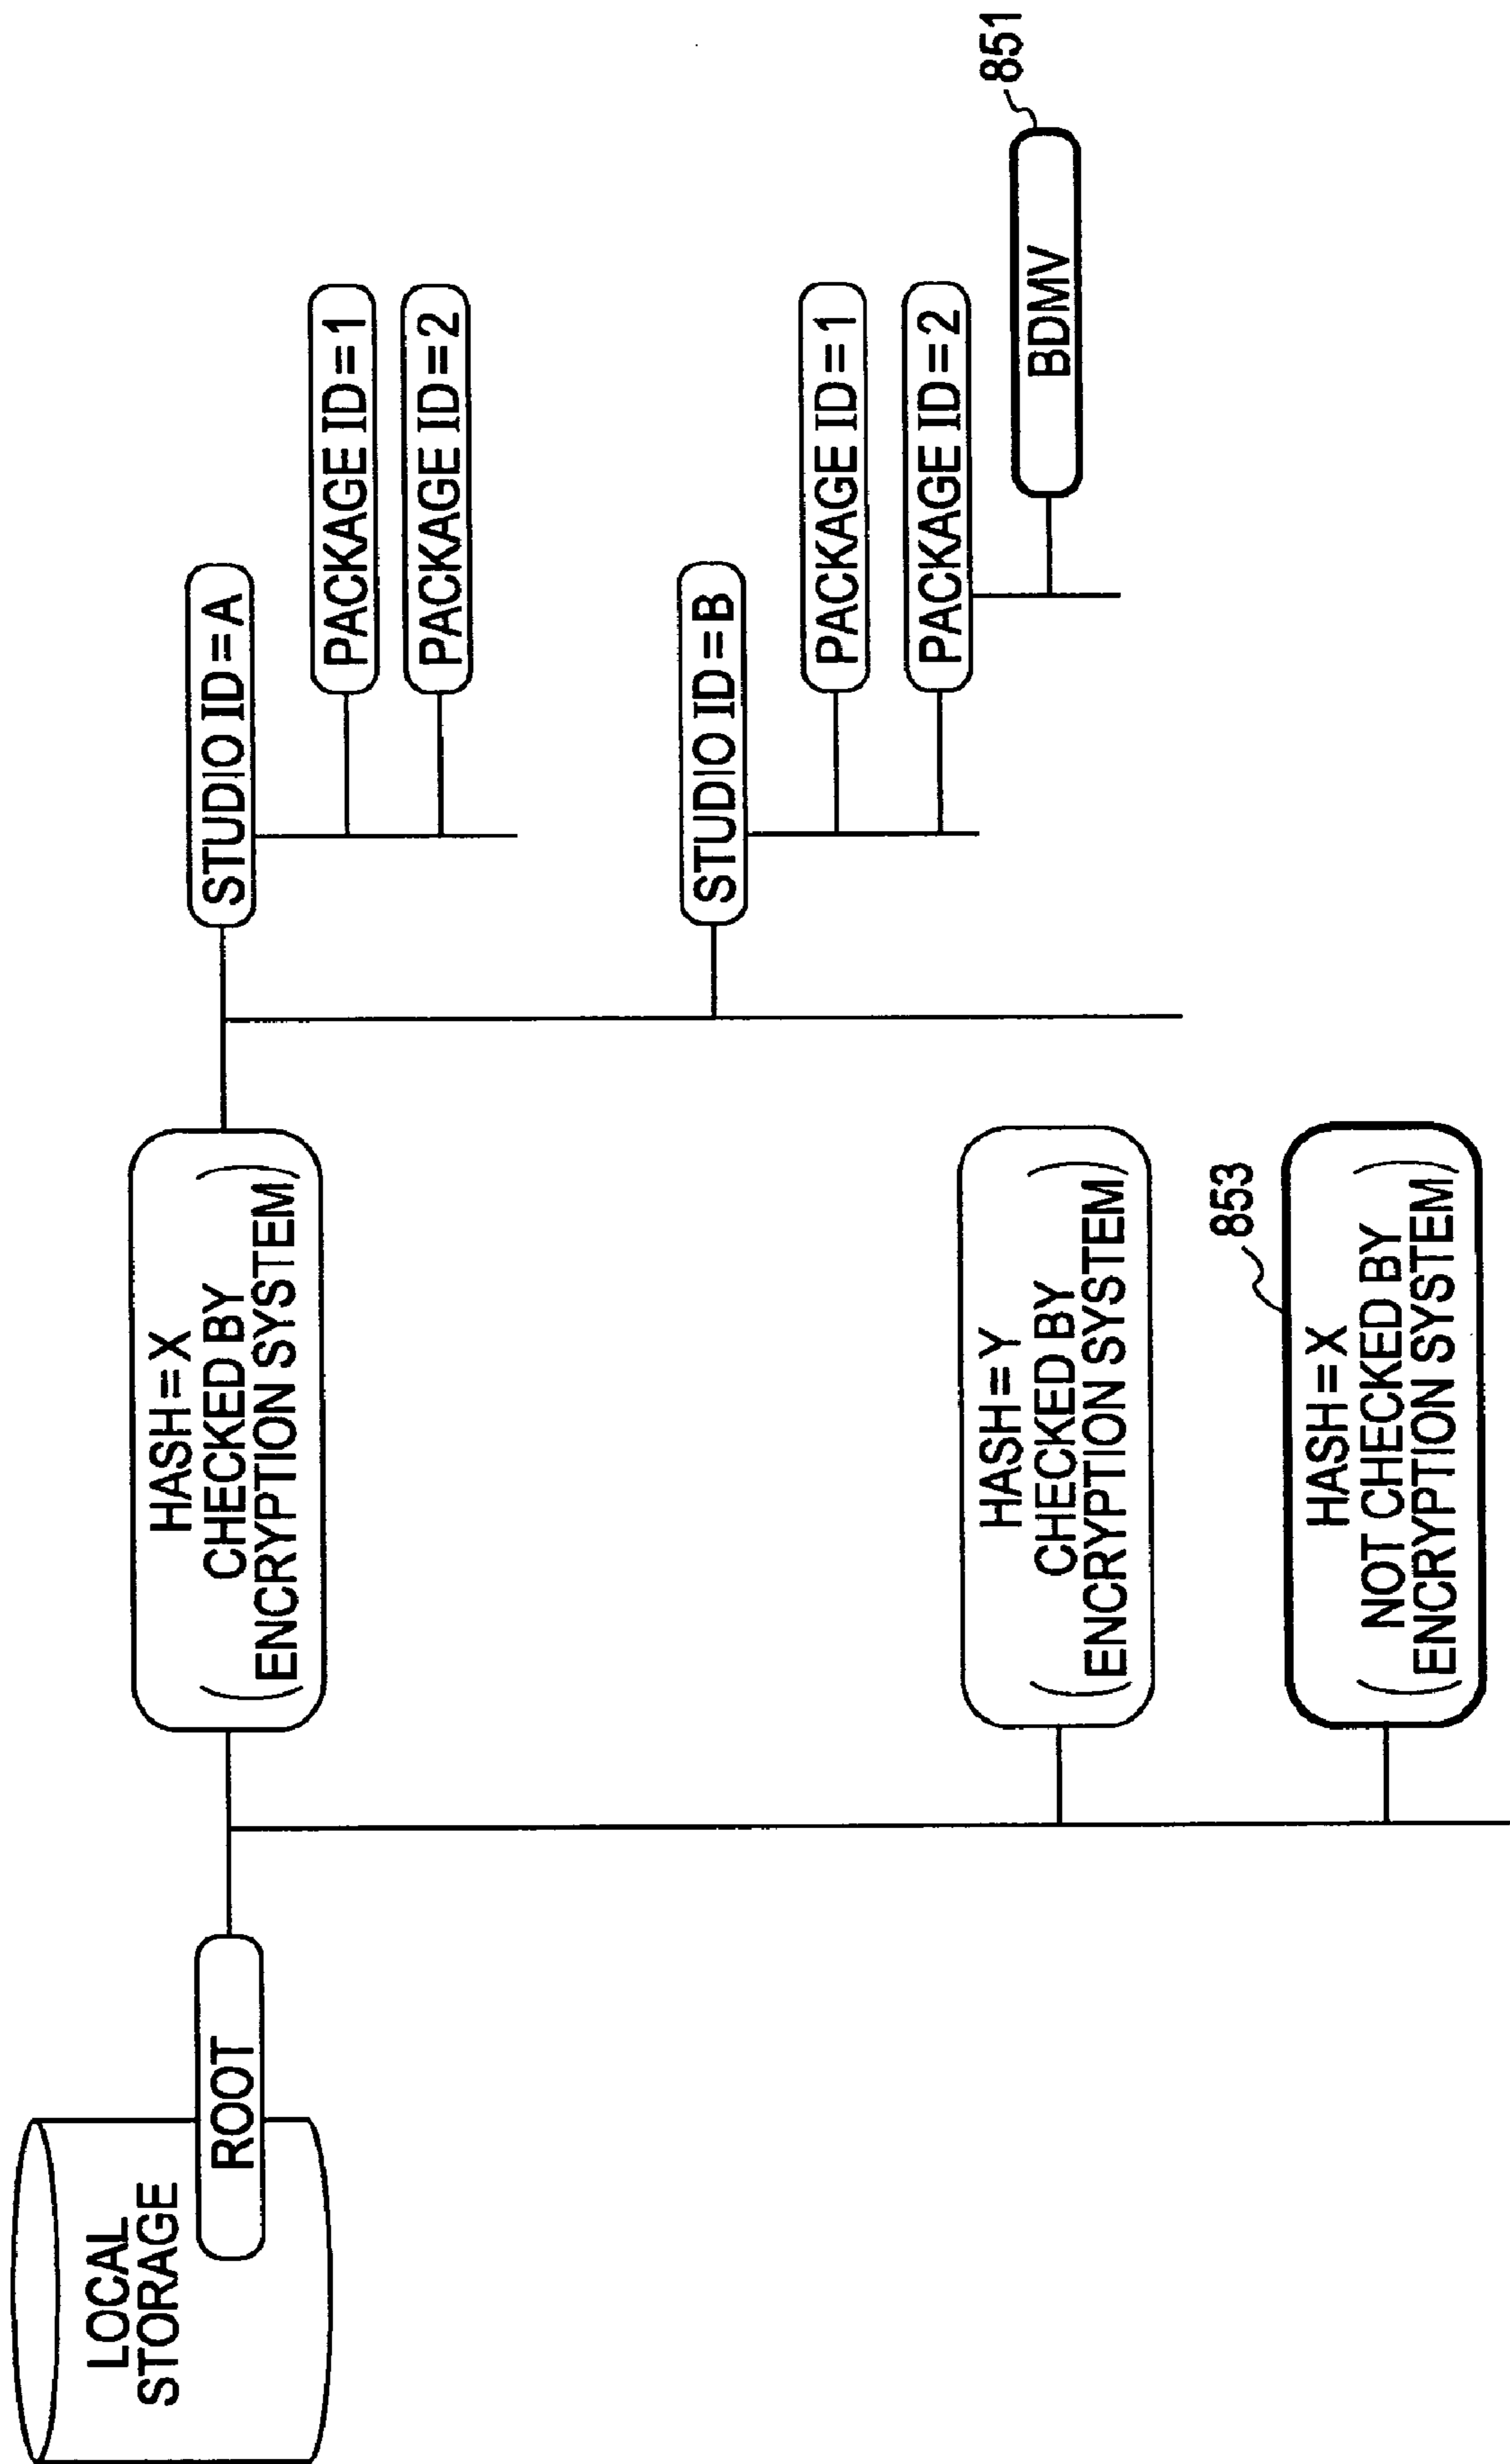 LOCAL
STORAGE
ROOT
HASH=X
(CHECKED BY
ENCRYPTION SYSTEM)
STUDIO ID=A
PACKAGE ID=1
PACKAGE ID=2
STUDIO ID=B
PACKAGE ID=1
PACKAGE ID=2
BDMV
851
HASH=Y
(CHECKED BY
ENCRYPTION SYSTEM)
853
HASH=X
(NOT CHECKED BY
ENCRYPTION SYSTEM)